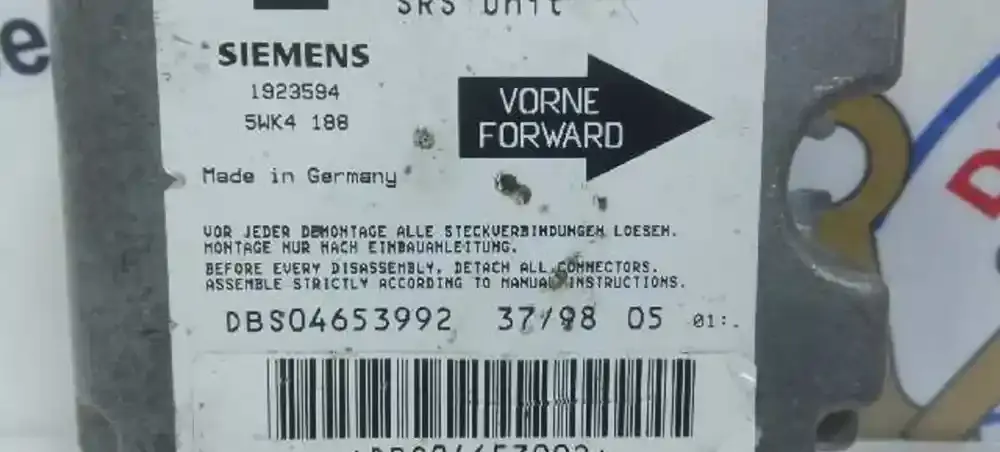 SRS Unit
SIEMENS
1923594
5WK4 188
VORNE
FORWARD
Made in Germany
VOR JEDER DEMONTAGE ALLE STECKVERBINDUNGEN LOESEN.
MONTAGE NUR NACH EINBAUANLEITUNG.
BEFORE EVERY DISASSEMBLY, DETACH ALL CONNECTORS.
ASSEMBLE STRICTLY ACCORDING TO MANUAL INSTRUCTIONS.
DBS04653992 37/98 05 01:.
*DBS04653992*